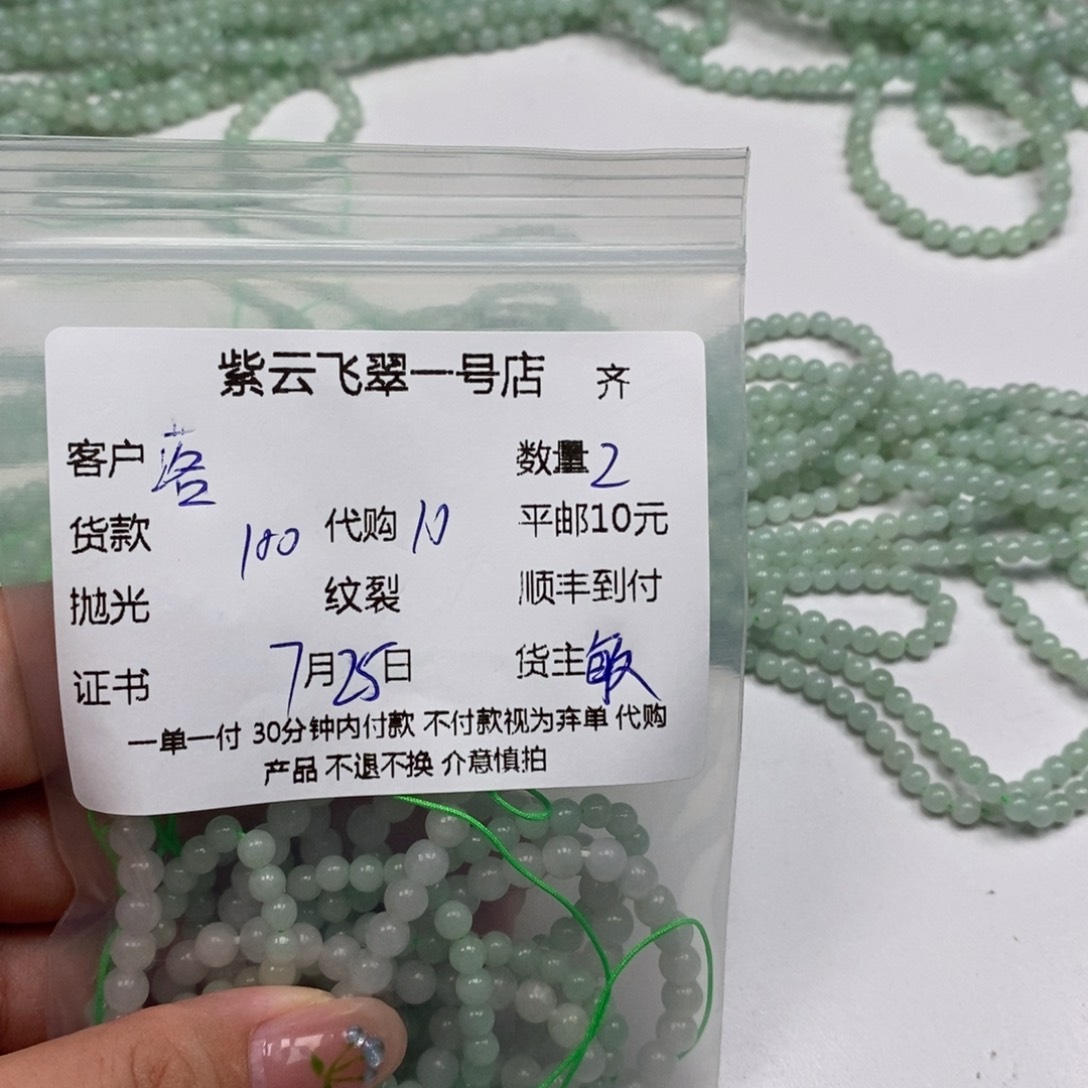 紫云飞翠一号店 齐
客户 落 数量 2
货款 100 代购 10 平邮10元
抛光 纹裂 顺丰到付
证书 7月25日 货主 敏
一单一付 30分钟内付款 不付款视为弃单 代购
产品 不退不换 介意慎拍